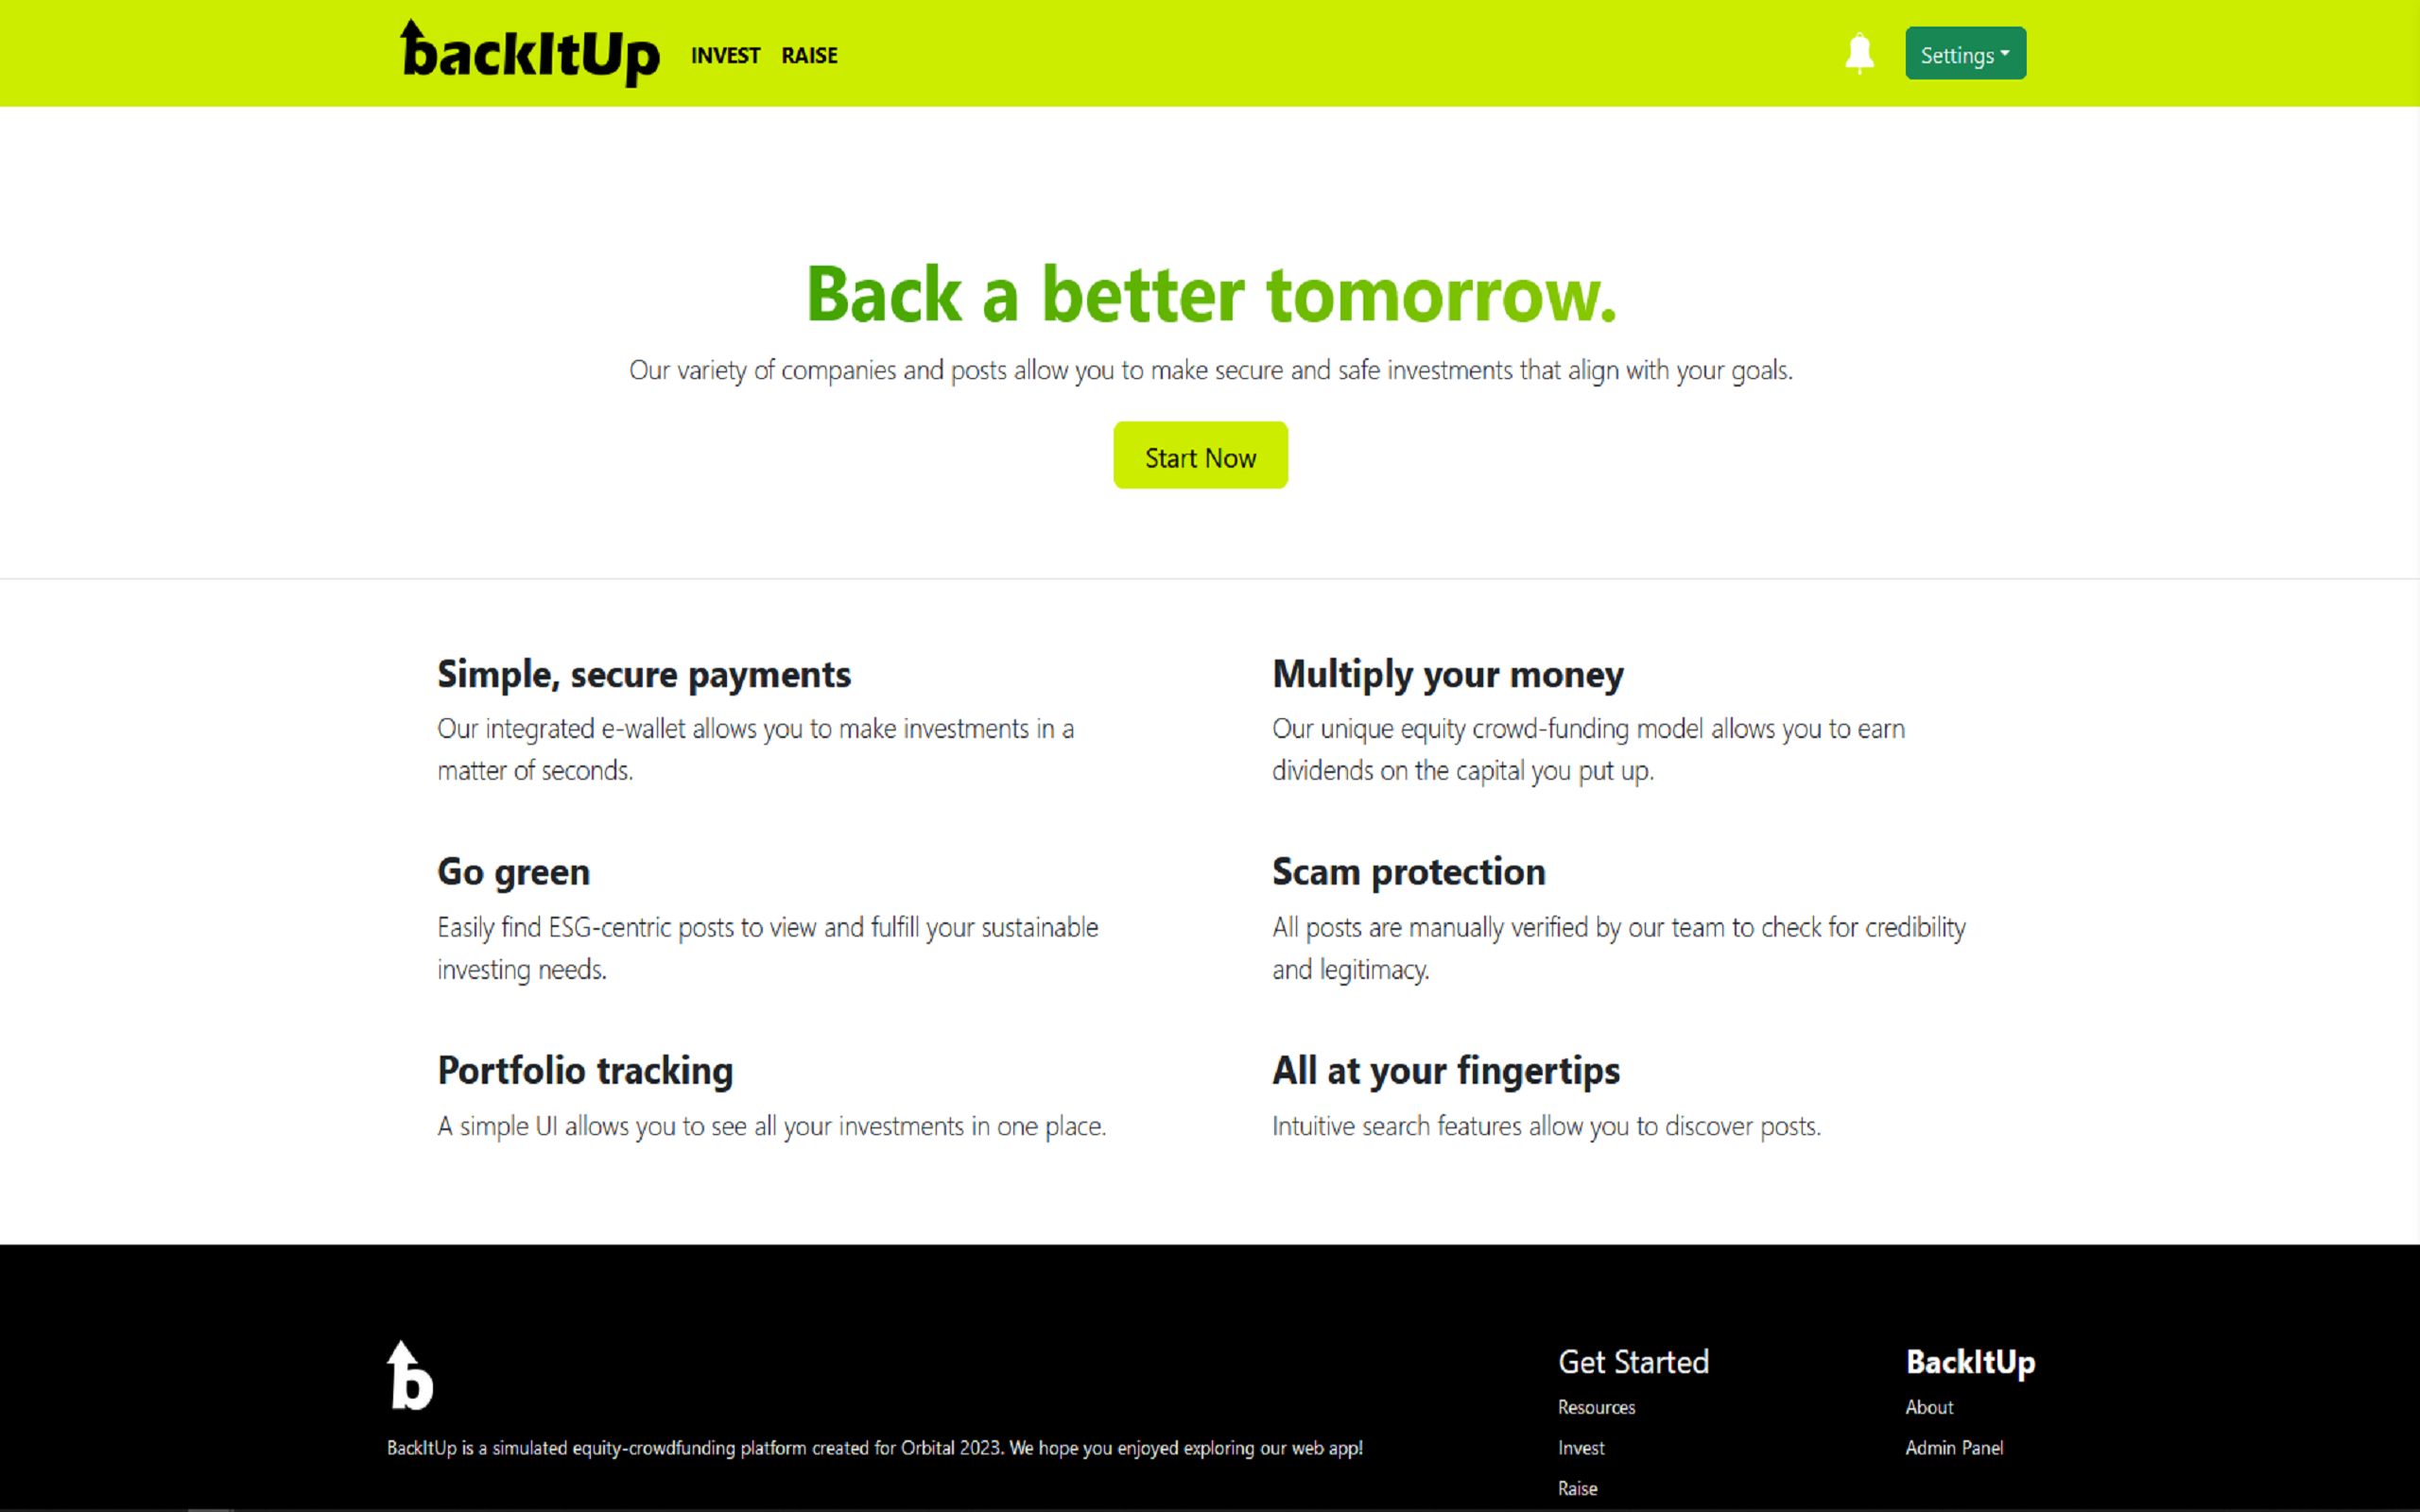 backItUp INVEST RAISE Settings
Back a better tomorrow.
Our variety of companies and posts allow you to make secure and safe investments that align with your goals.
Start Now
Simple, secure payments
Our integrated e-wallet allows you to make investments in a
matter of seconds.
Multiply your money
Our unique equity crowd-funding model allows you to earn
dividends on the capital you put up.
Go green
Easily find ESG-centric posts to view and fulfill your sustainable
investing needs.
Scam protection
All posts are manually verified by our team to check for credibility
and legitimacy.
Portfolio tracking
A simple UI allows you to see all your investments in one place.
All at your fingertips
Intuitive search features allow you to discover posts.
b
BackItUp is a simulated equity-crowdfunding platform created for Orbital 2023. We hope you enjoyed exploring our web app!
Get Started
Resources
Invest
Raise
BackItUp
About
Admin Panel